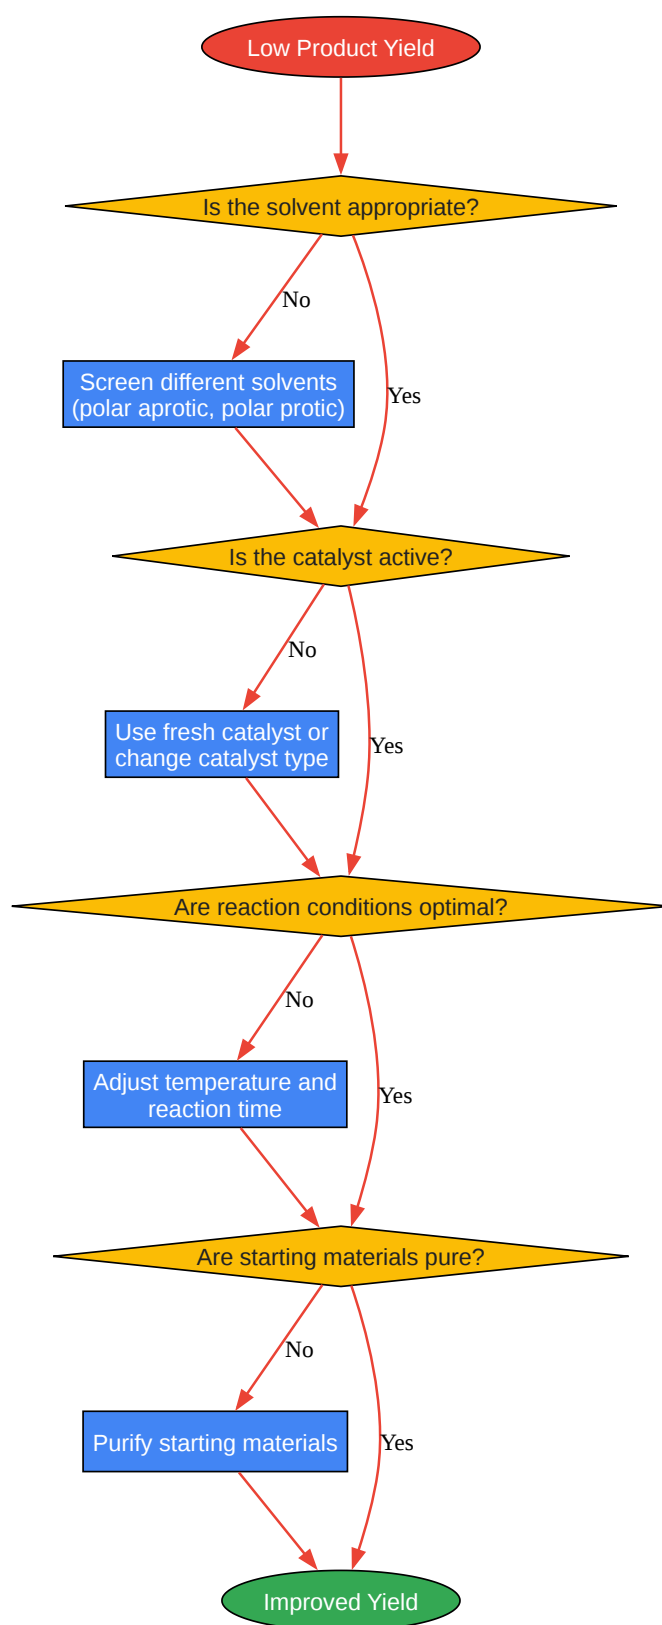 Low Product Yield
Is the solvent appropriate?
No
Screen different solvents
(polar aprotic, polar protic)
Yes
Is the catalyst active?
No
Use fresh catalyst or
change catalyst type
Yes
Are reaction conditions optimal?
No
Adjust temperature and
reaction time
Yes
Are starting materials pure?
No
Purify starting materials
Yes
Improved Yield